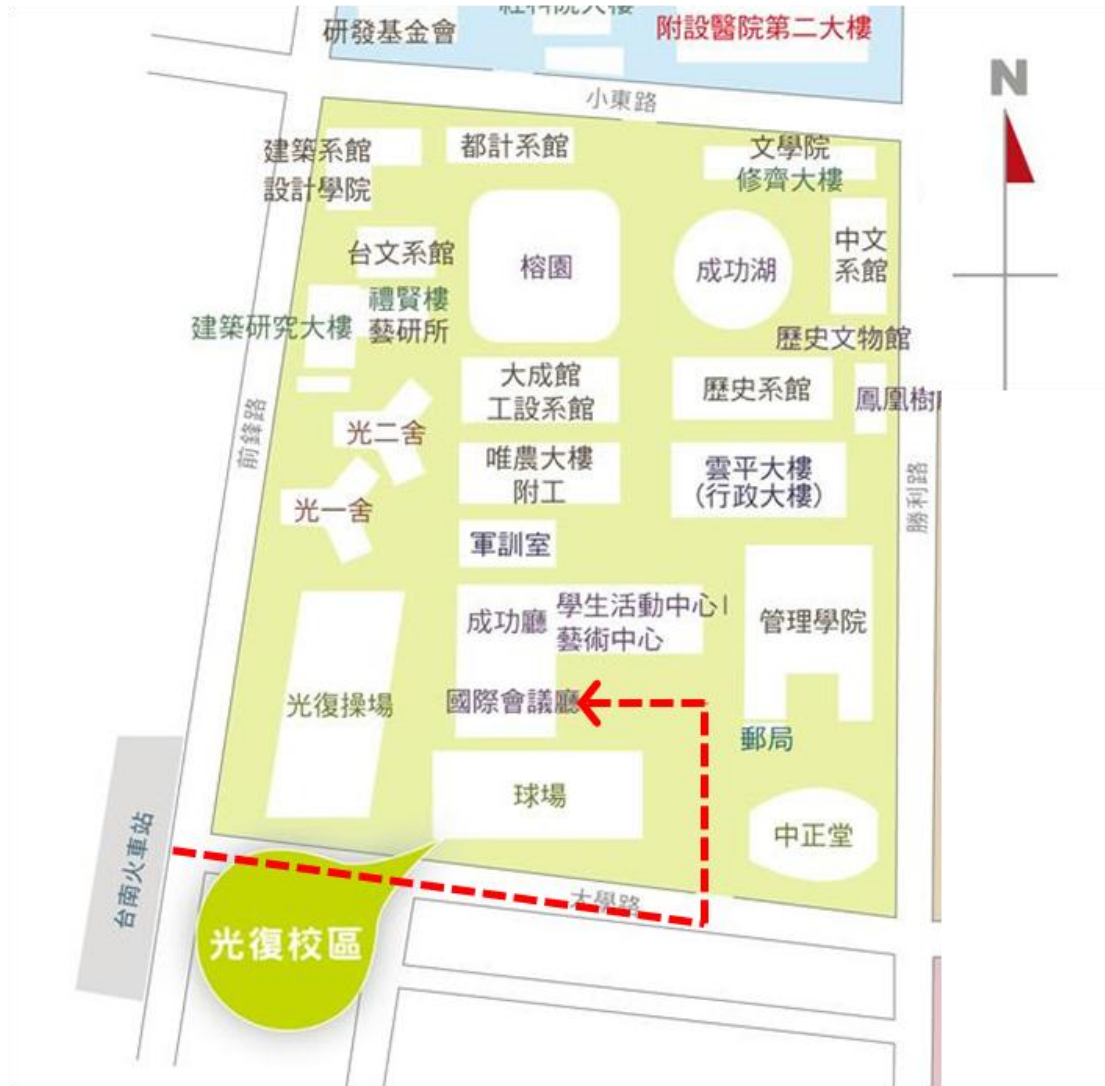 研發基金會
附設醫院第二大樓
N
小東路
建築系館
設計學院
都計系館
文學院
修齊大樓
台文系館
榕園
成功湖
中文
系館
禮賢樓
藝研所
建築研究大樓
歷史文物館
大成館
工設系館
歷史系館
鳳凰樹
前鋒路
光二舍
唯農大樓
附工
雲平大樓
(行政大樓)
勝利路
光一舍
軍訓室
成功廳
學生活動中心
藝術中心
管理學院
光復操場
國際會議廳
郵局
球場
中正堂
台南火車站
大學路
光復校區